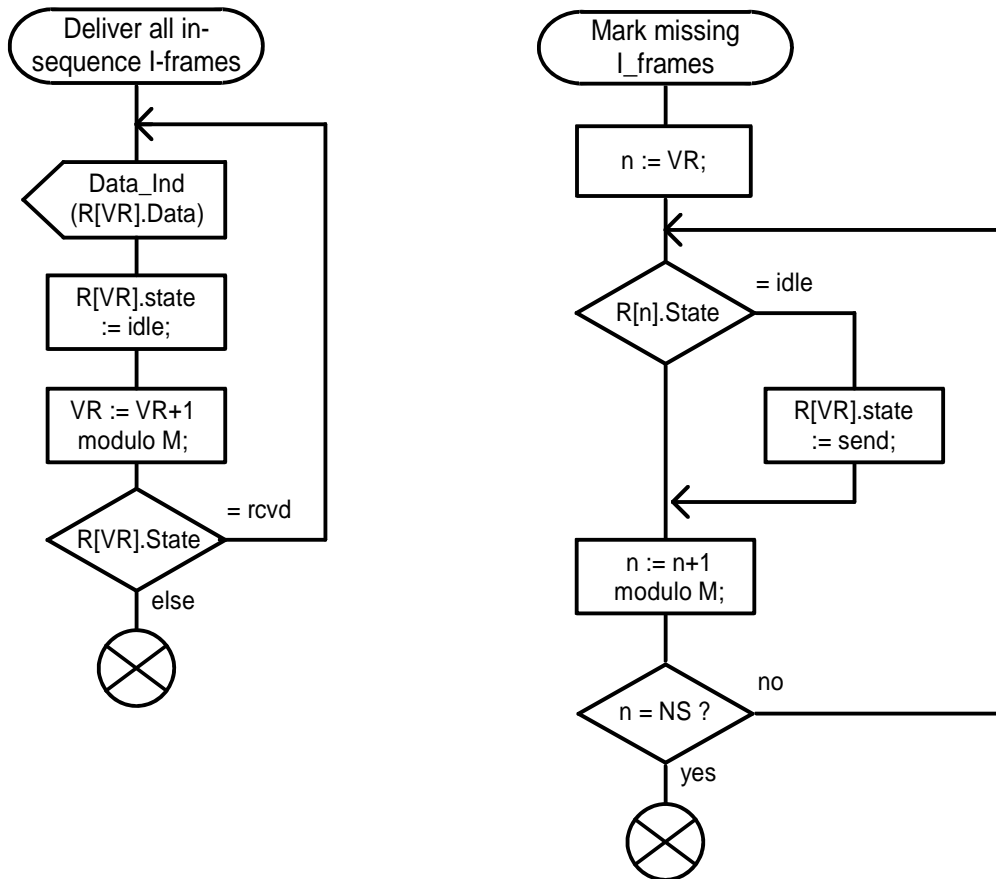 Deliver all in-
sequence I-frames
Data_Ind
(R[VR].Data)
R[VR].state
:= idle;
VR := VR+1
modulo M;
R[VR].State
= rcvd
else
Mark missing
I_frames
n := VR;
R[n].State
= idle
R[VR].state
:= send;
n := n+1
modulo M;
n = NS ?
no
yes